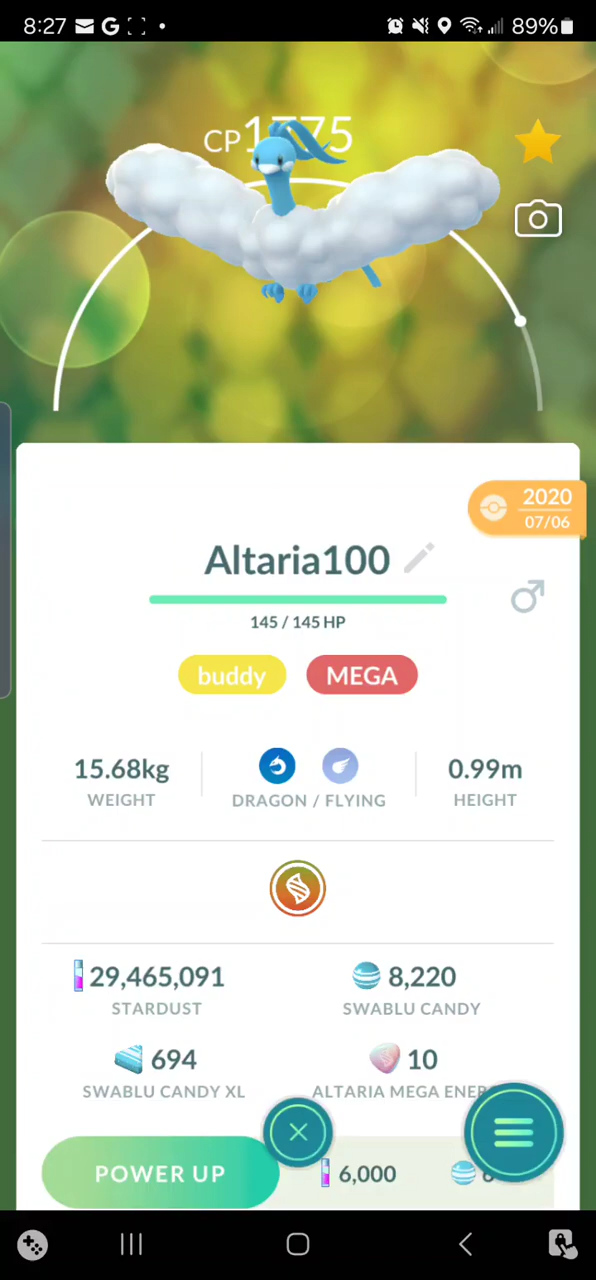 8:27 G 89%
CP1775
2020
07/06
Altaria100
145 / 145 HP
buddy MEGA
15.68kg 0.99m
WEIGHT DRAGON / FLYING HEIGHT
29,465,091 8,220
STARDUST SWABLU CANDY
694 10
SWABLU CANDY XL ALTARIA MEGA
POWER UP 6,000